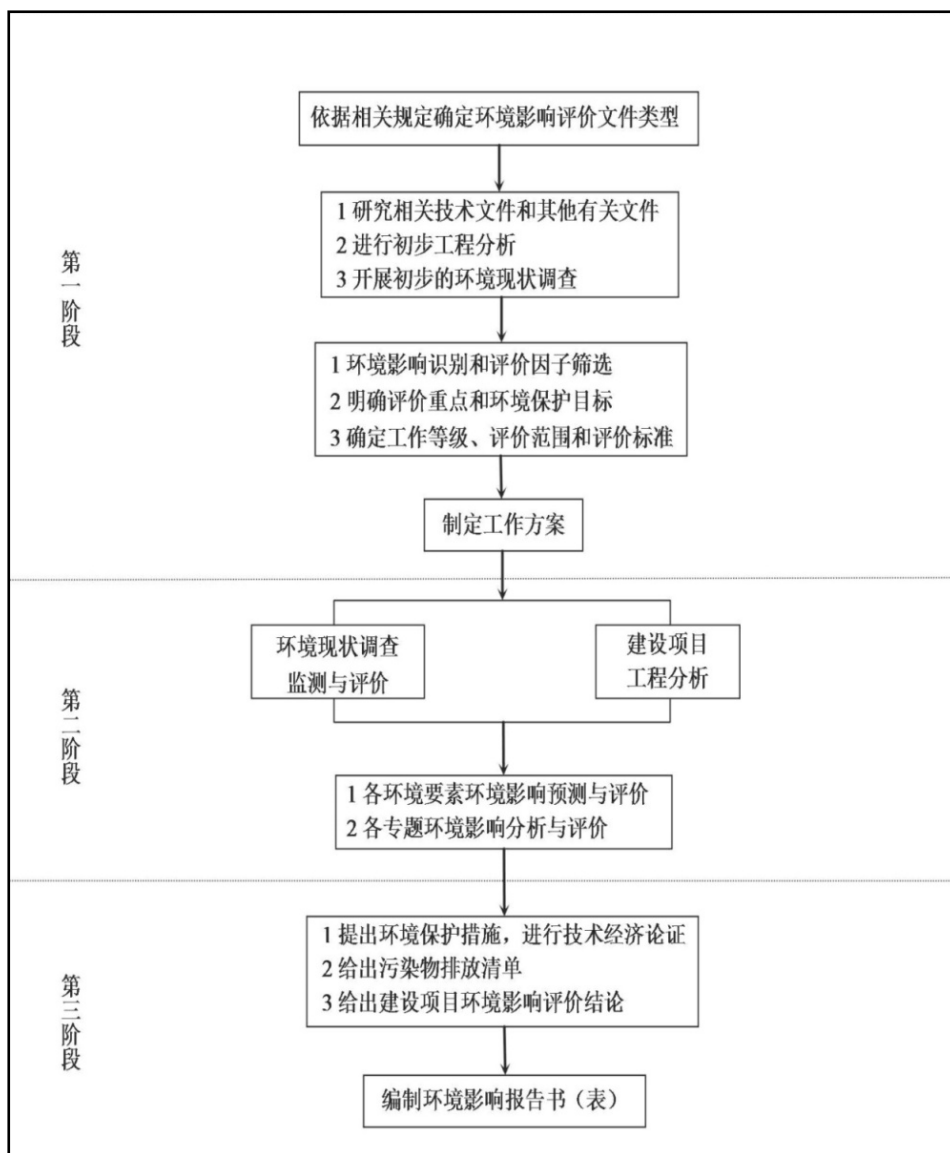 依据相关规定确定环境影响评价文件类型
1 研究相关技术文件和其他有关文件
2 进行初步工程分析
3 开展初步的环境现状调查
第一阶段
1 环境影响识别和评价因子筛选
2 明确评价重点和环境保护目标
3 确定工作等级、评价范围和评价标准
制定工作方案
环境现状调查
监测与评价
建设项目
工程分析
第二阶段
1 各环境要素环境影响预测与评价
2 各专题环境影响分析与评价
1 提出环境保护措施，进行技术经济论证
2 给出污染物排放清单
3 给出建设项目环境影响评价结论
第三阶段
编制环境影响报告书（表）